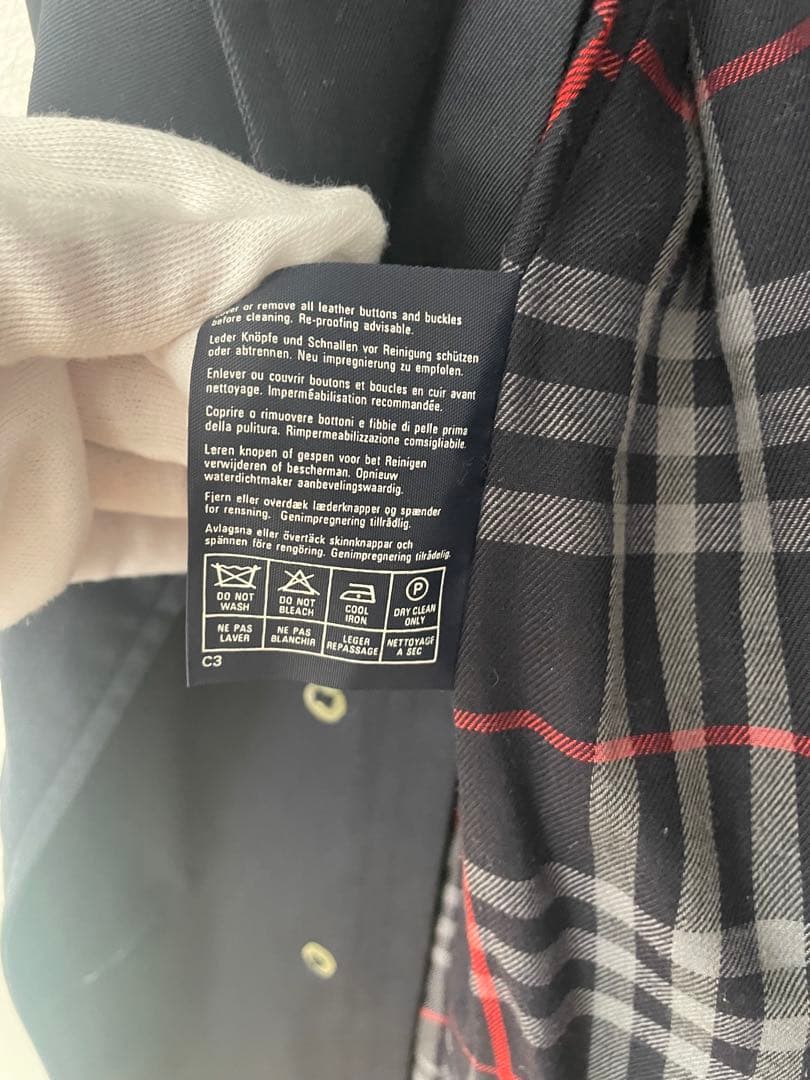 or remove all leather buttons and buckles
before cleaning. Re-proofing advisable.
Leder Knöpfe und Schnallen vor Reinigung schützen
oder abtrennen. Neu impregnierung zu empfolen.
Enlever ou couvrir boutons et boucles en cuir avant
nettoyage. Imperméabilisation recommandée.
Coprire o rimuovere bottoni e fibbie di pelle prima
della pulitura. Rimpermeabilizzazione comsigliabile.
Leren knopen of gespen voor bet Reinigen
verwijderen of bescherman. Opnieuw
waterdichtmaker aanbevelingswaardig.
Fjern eller overdæk læderknapper og spænder
for rensning. Genimpregnering tillrådlig.
Avlagsna eller övertäck skinnknappar och
spännen före rengöring. Genimpregnering tilrådelig.
DO NOT WASH
DO NOT BLEACH
COOL IRON
P
DRY CLEAN ONLY
NE PAS LAVER
NE PAS BLANCHIR
LEGER REPASSAGE
NETTOYAGE A SEC
C3